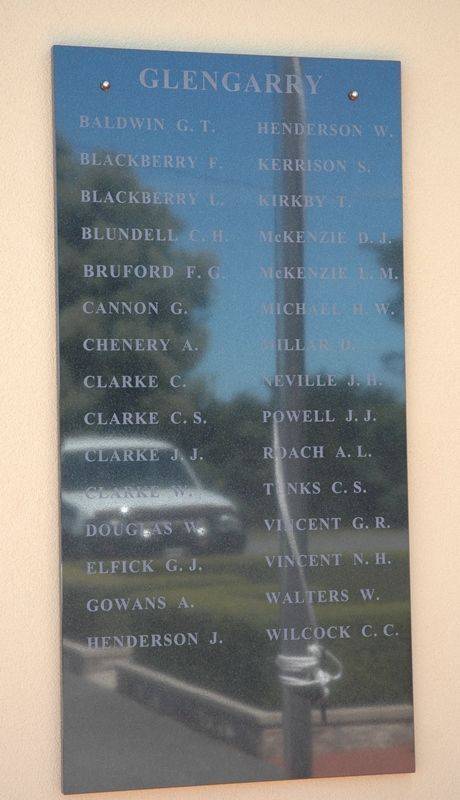 GLENGARRY
BALDWIN G. T.
BLACKBERRY F.
BLACKBERRY L.
BLUNDELL C. H.
BRUFORD F. G.
CANNON G.
CHENERY A.
CLARKE C.
CLARKE C. S.
CLARKE J. J.
CLARKE W.
DOUGLAS W.
ELFICK G. J.
GOWANS A.
HENDERSON J.
HENDERSON W.
KERRISON S.
KIRKBY T.
McKENZIE D. J.
McKENZIE L. M.
MICHAEL H. W.
MILLAR D.
NEVILLE J. H.
POWELL J. J.
ROACH A. L.
TUNKS C. S.
VINCENT G. R.
VINCENT N. H.
WALTERS W.
WILCOCK C. C.